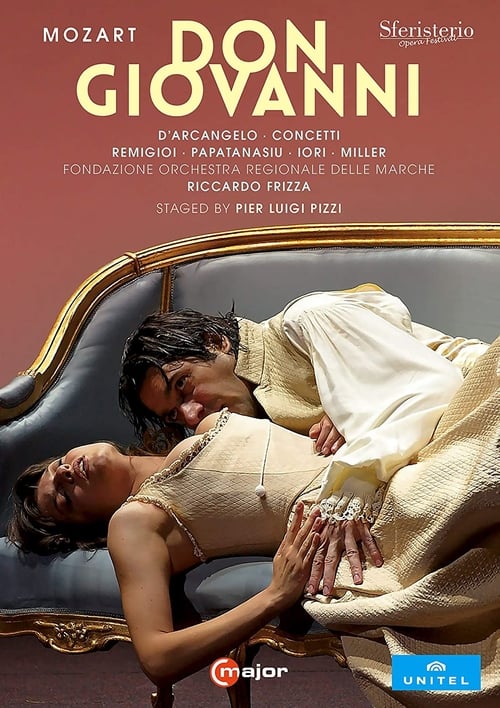 MOZART
DON
GIOVANNI
Sferisterio
Opera Festival
D'ARCANGELO · CONCETTI
REMIGIOI · PAPATANASIU · IORI · MILLER
FONDAZIONE ORCHESTRA REGIONALE DELLE MARCHE
RICCARDO FRIZZA
STAGED BY PIER LUIGI PIZZI
C major
UNITEL